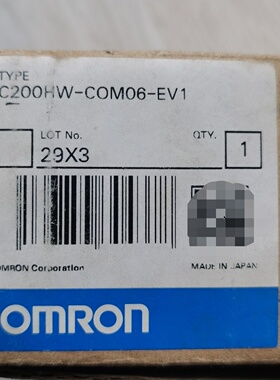 TYPE
C200HW-COM06-EV1
LOT No. QTY.
29X3 1
OMRON Corporation MADE IN JAPAN
OMRON